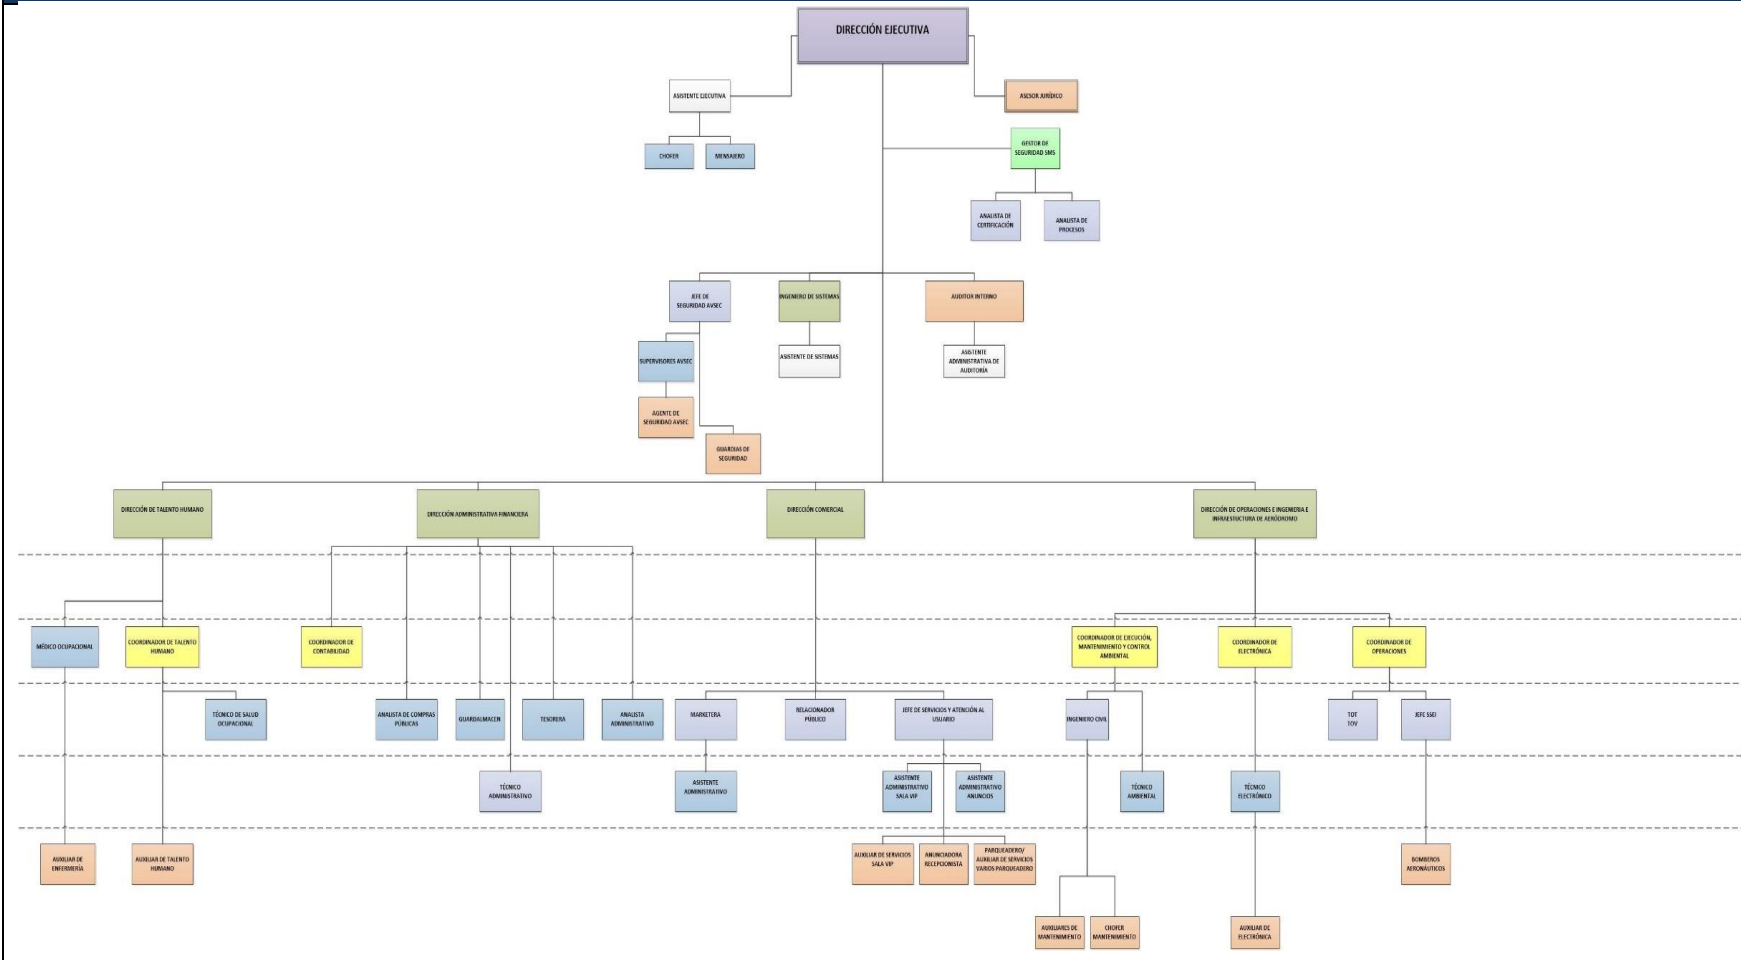 DIRECCIÓN EJECUTIVA
ASISTENTE EJECUTIVA
ASESOR JURÍDICO
GESTOR DE
SEGURIDAD SMS
CHOFER
MENSAJERO
ANALISTA DE
CERTIFICACIÓN
ANALISTA DE
PROCESOS
JEFE DE
SEGURIDAD AVSEC
INGENIERO DE SISTEMAS
AUDITOR INTERNO
SUPERVISORES AVSEC
ASISTENTE DE SISTEMAS
ASISTENTE
ADMINISTRATIVA DE
AUDITORÍA
AGENTE DE
SEGURIDAD AVSEC
GUARDIAS DE
SEGURIDAD
DIRECCIÓN DE TALENTO HUMANO
DIRECCIÓN ADMINISTRATIVA FINANCIERA
DIRECCIÓN COMERCIAL
DIRECCIÓN DE OPERACIONES E INGENIERIA E
INFRAESTUCTURA DE AERÓDROMO
MÉDICO OCUPACIONAL
COORDINADOR DE TALENTO
HUMANO
COORDINADOR DE
CONTABILIDAD
COORDINADOR DE EJECUCIÓN,
MANTENIMIENTO Y CONTROL
AMBIENTAL
COORDINADOR DE
ELECTRÓNICA
COORDINADOR DE
OPERACIONES
TÉCNICO DE SALUD
OCUPACIONAL
ANALISTA DE COMPRAS
PÚBLICAS
GUARDALMACEN
TESORERA
ANALISTA
ADMINISTRATIVO
MARKETERA
RELACIONADOR
PÚBLICO
JEFE DE SERVICIOS Y ATENCIÓN AL
USUARIO
INGENIERO CIVIL
TOT
TOV
JEFE SSEI
TÉCNICO
ADMINISTRATIVO
ASISTENTE
ADMINISTRATIVO
ASISTENTE
ADMINISTRATIVO
SALA VIP
ASISTENTE
ADMINISTRATIVO
ANUNCIOS
TÉCNICO
AMBIENTAL
TÉCNICO
ELECTRÓNICO
AUXILIAR DE
ENFERMERÍA
AUXILIAR DE TALENTO
HUMANO
AUXILIAR DE SERVICIOS
SALA VIP
ANUNCIADORA
RECEPCIONISTA
PARQUEADERO/
AUXILIAR DE SERVICIOS
VARIOS PARQUEADERO
BOMBEROS
AERONÁUTICOS
AUXILIARES DE
MANTENIMIENTO
CHOFER
MANTENIMIENTO
AUXILIAR DE
ELECTRÓNICA